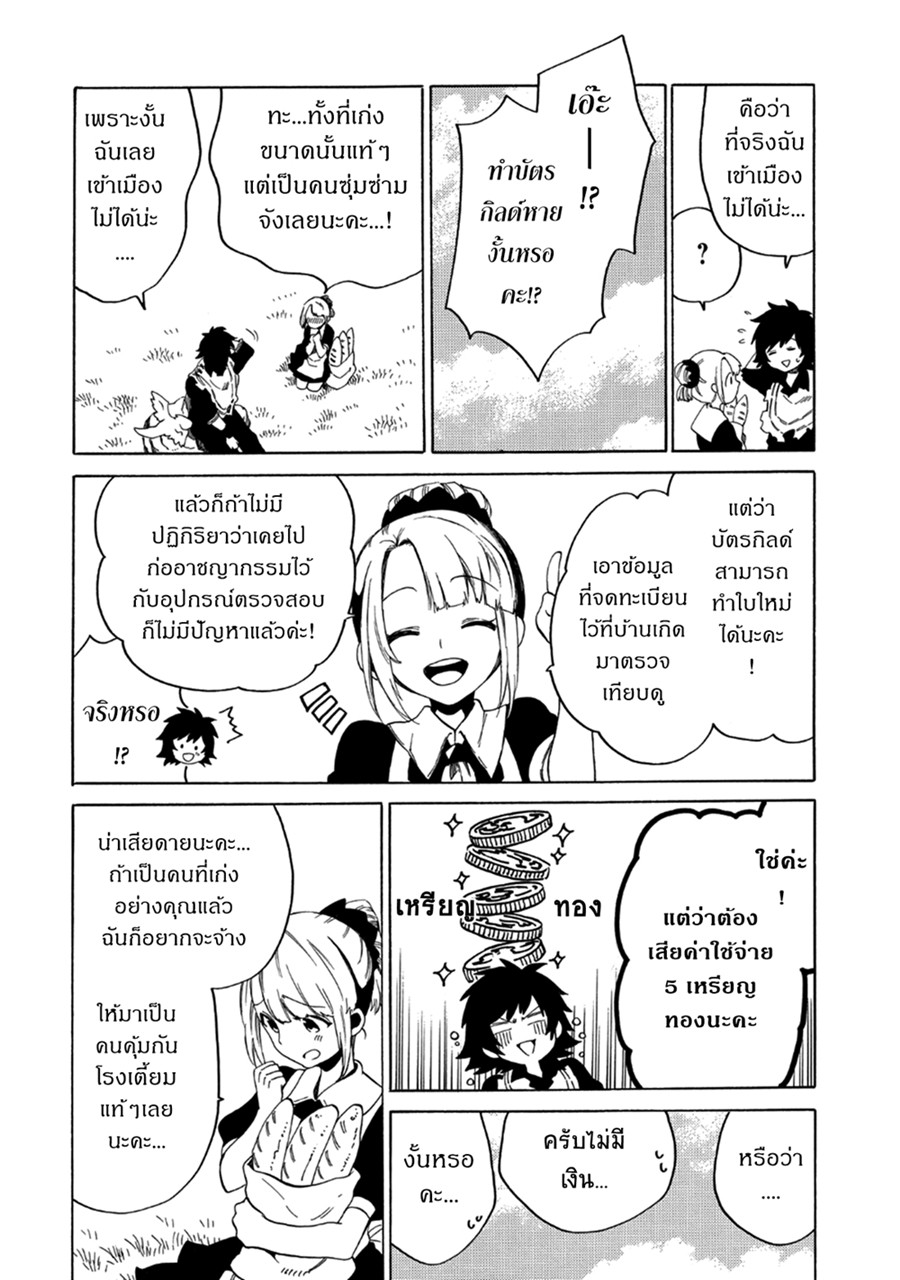 คือว่า
ที่จริงฉัน
เข้าเมือง
ไม่ได้น่ะ...
?
เอ๊ะ
—
!?
ทำบัตร
กิลด์หาย
งั้นหรอ
คะ!?
ทะ...ทั้งที่เก่ง
ขนาดนั้นแท้ๆ
แต่เป็นคนซุ่มซ่าม
จังเลยนะคะ...!
เพราะงั้น
ฉันเลย
เข้าเมือง
ไม่ได้น่ะ
....
แต่ว่า
บัตรกิลด์
สามารถ
ทำใบใหม่
ได้นะคะ
!
เอาข้อมูล
ที่จดทะเบียน
ไว้ที่บ้านเกิด
มาตรวจ
เทียบดู
แล้วก็ถ้าไม่มี
ปฏิกิริยาว่าเคยไป
ก่ออาชญากรรมไว้
กับอุปกรณ์ตรวจสอบ
ก็ไม่มีปัญหาแล้วค่ะ!
จริงหรอ
!?
ใช่ค่ะ
!
แต่ว่าต้อง
เสียค่าใช้จ่าย
5 เหรียญ
ทองนะคะ
เหรียญ ทอง
หรือว่า
....
ครับไม่มี
เงิน...
งั้นหรอ
คะ...
น่าเสียดายนะคะ...
ถ้าเป็นคนที่เก่ง
อย่างคุณแล้ว
ฉันก็อยากจะจ้าง
ให้มาเป็น
คนคุ้มกัน
โรงเตี้ยม
แท้ๆเลย
นะคะ...